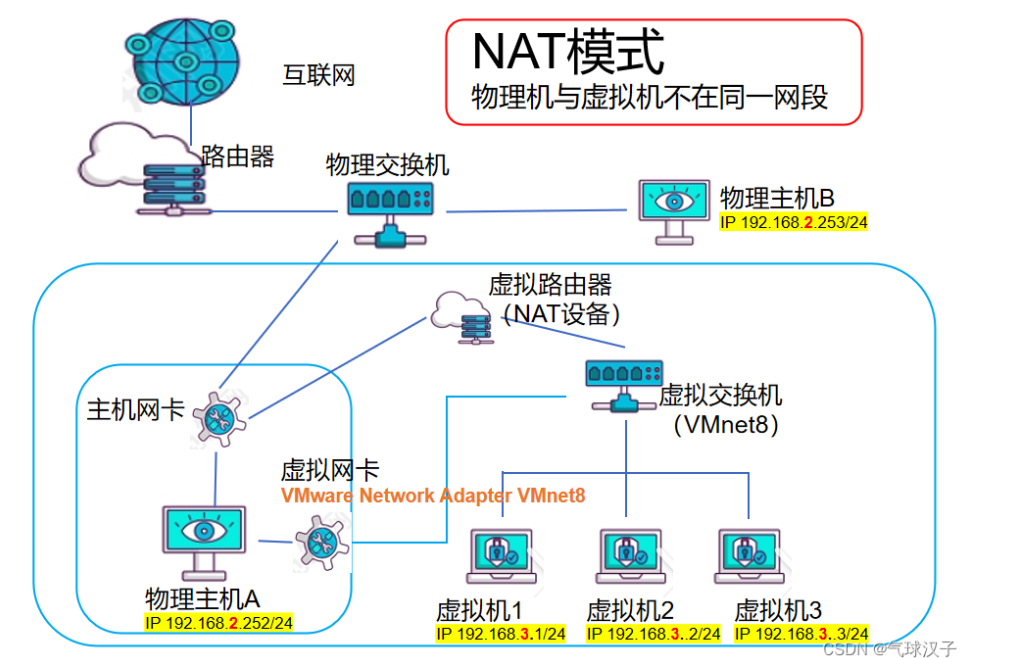 NAT模式
物理机与虚拟机不在同一网段
互联网
路由器
物理交换机
物理主机B
IP 192.168.2.253/24
虚拟路由器
（NAT设备）
虚拟交换机
（VMnet8）
主机网卡
虚拟网卡
VMware Network Adapter VMnet8
物理主机A
IP 192.168.2.252/24
虚拟机1
IP 192.168.3.1/24
虚拟机2
IP 192.168.3..2/24
虚拟机3
IP 192.168.3..3/24
CSDN @气球汉子